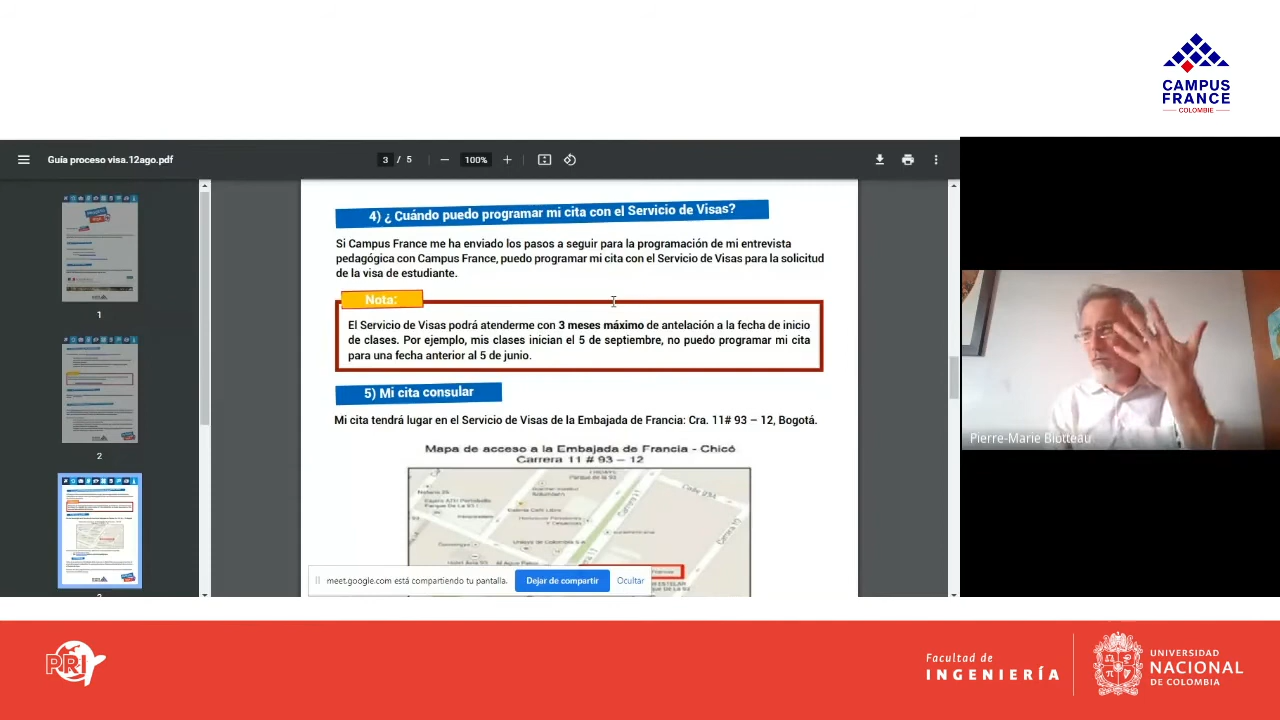 CAMPUS
FRANCE
COLOMBIE
Guía proceso visa.12ago.pdf
3 / 5
100%
1
2
3
4) ¿ Cuándo puedo programar mi cita con el Servicio de Visas?
Si Campus France me ha enviado los pasos a seguir para la programación de mi entrevista
pedagógica con Campus France, puedo programar mi cita con el Servicio de Visas para la solicitud
de la visa de estudiante.
Nota:
El Servicio de Visas podrá atenderme con 3 meses máximo de antelación a la fecha de inicio
de clases. Por ejemplo, mis clases inician el 5 de septiembre, no puedo programar mi cita
para una fecha anterior al 5 de junio.
5) Mi cita consular
Mi cita tendrá lugar en el Servicio de Visas de la Embajada de Francia: Cra. 11# 93 – 12, Bogotá.
Mapa de acceso a la Embajada de Francia - Chicó
Carrera 11 # 93 – 12
Parque de la 93
meet.google.com está compartiendo tu pantalla.
Dejar de compartir
Ocultar
Pierre-Marie Blotteau
PRI
Facultad de
INGENIERÍA
UNIVERSIDAD
NACIONAL
DE COLOMBIA